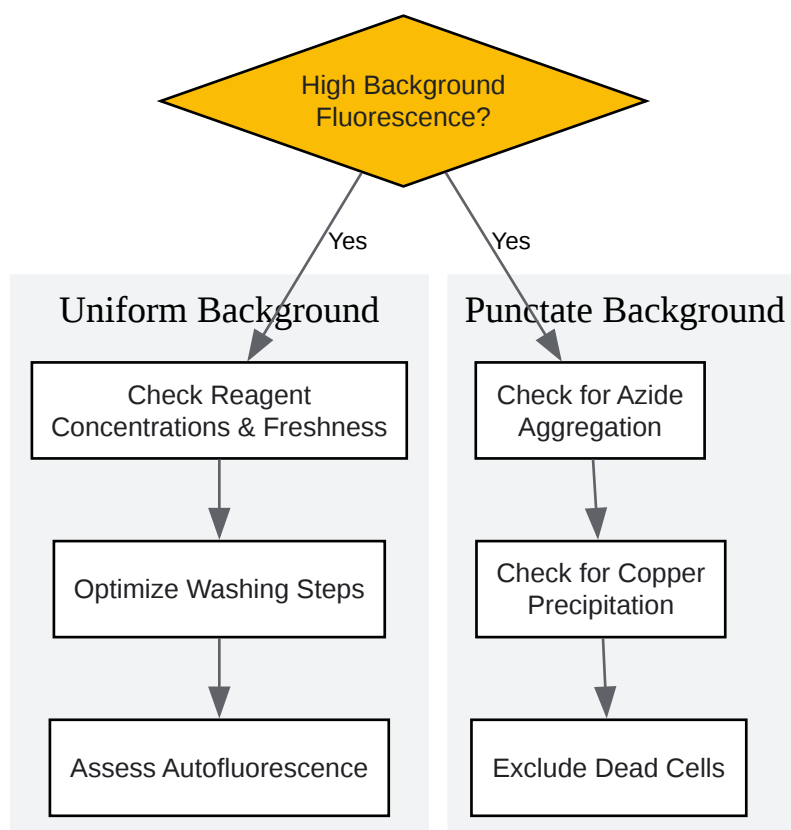 High Background
Fluorescence?
Yes
Yes
Uniform Background
Punctate Background
Check Reagent
Concentrations & Freshness
Check for Azide
Aggregation
Optimize Washing Steps
Check for Copper
Precipitation
Assess Autofluorescence
Exclude Dead Cells